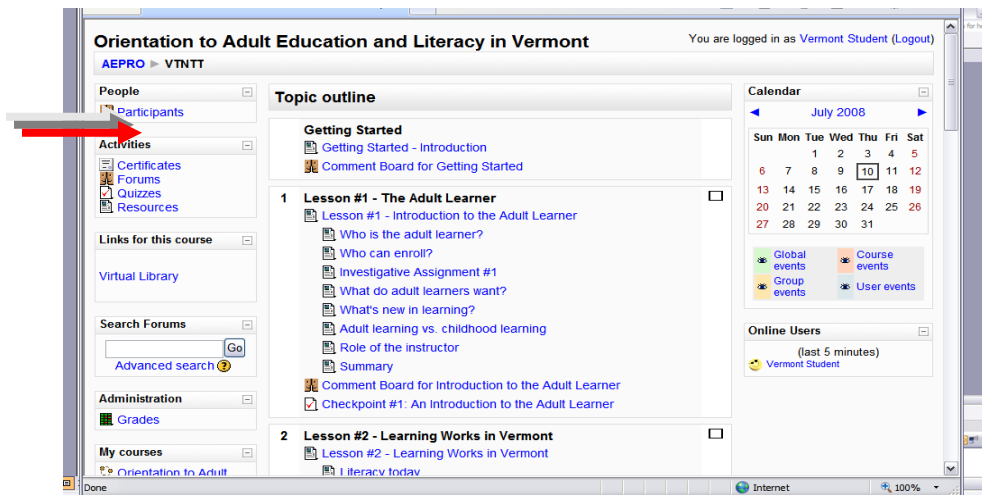 Orientation to Adult Education and Literacy in Vermont
You are logged in as Vermont Student (Logout)
AEPRO ► VTNTT
People
Participants
Activities
Certificates
Forums
Quizzes
Resources
Links for this course
Virtual Library
Search Forums
Go
Advanced search ?
Administration
Grades
My courses
Orientation to Adult
Topic outline
Getting Started
Getting Started - Introduction
Comment Board for Getting Started
1 Lesson #1 - The Adult Learner
Lesson #1 - Introduction to the Adult Learner
Who is the adult learner?
Who can enroll?
Investigative Assignment #1
What do adult learners want?
What's new in learning?
Adult learning vs. childhood learning
Role of the instructor
Summary
Comment Board for Introduction to the Adult Learner
Checkpoint #1: An Introduction to the Adult Learner
2 Lesson #2 - Learning Works in Vermont
Lesson #2 - Learning Works in Vermont
Literacy today
Calendar
◄ July 2008 ►
Sun Mon Tue Wed Thu Fri Sat
1 2 3 4 5
6 7 8 9 10 11 12
13 14 15 16 17 18 19
20 21 22 23 24 25 26
27 28 29 30 31
Global events
Course events
Group events
User events
Online Users
(last 5 minutes)
Vermont Student
Done
Internet
100%